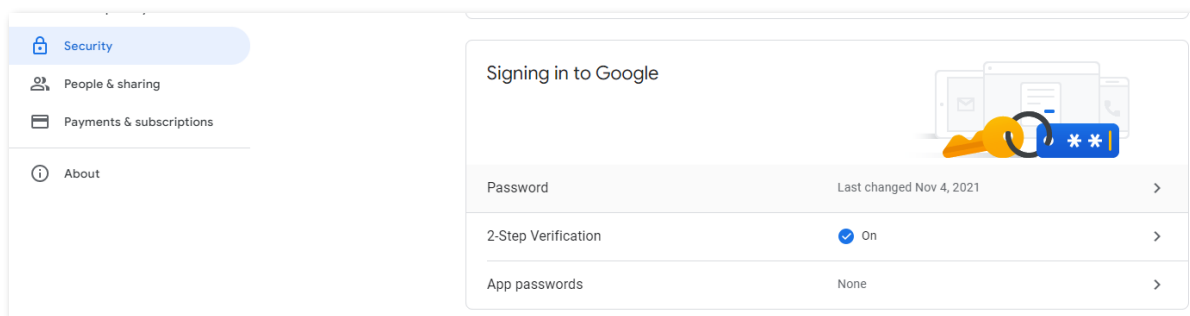 Security
People & sharing
Payments & subscriptions
About
Signing in to Google
**
Password Last changed Nov 4, 2021
2-Step Verification On
App passwords None